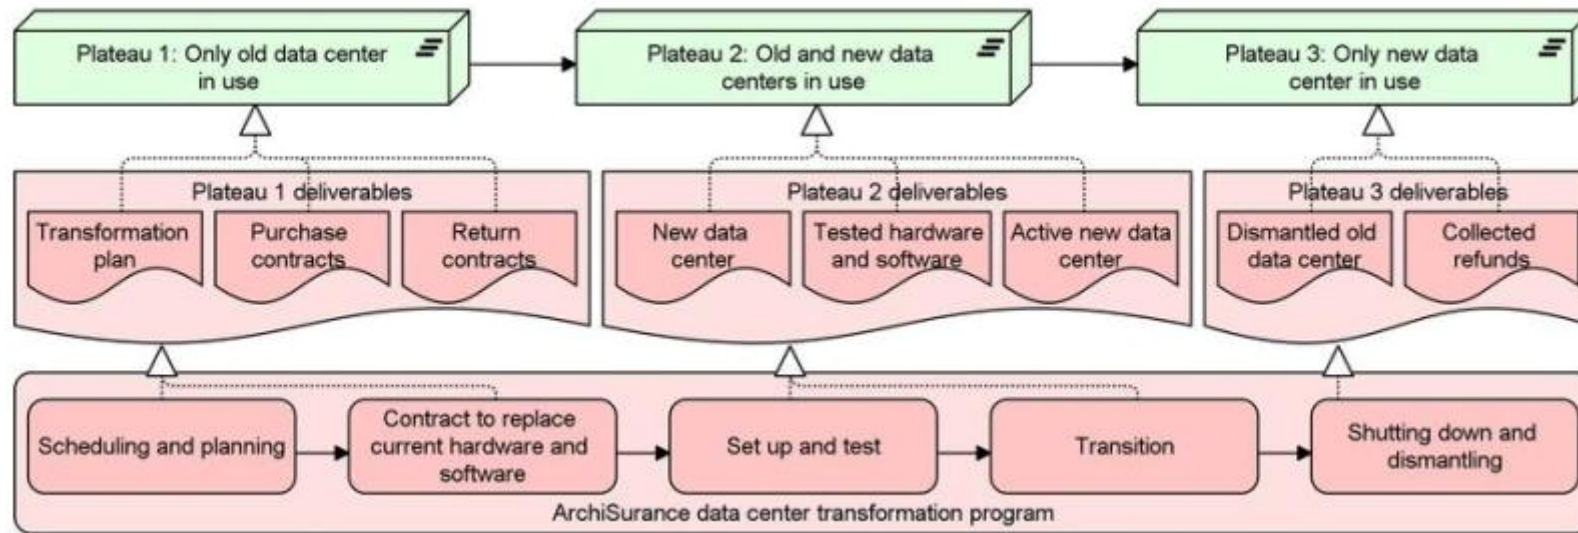 Plateau 1: Only old data center
in use
Plateau 2: Old and new data
centers in use
Plateau 3: Only new data
center in use
Plateau 1 deliverables
Transformation
plan
Purchase
contracts
Return
contracts
Plateau 2 deliverables
New data
center
Tested hardware
and software
Active new data
center
Plateau 3 deliverables
Dismantled old
data center
Collected
refunds
Scheduling and planning
Contract to replace
current hardware and
software
Set up and test
Transition
Shutting down and
dismantling
ArchiSurance data center transformation program